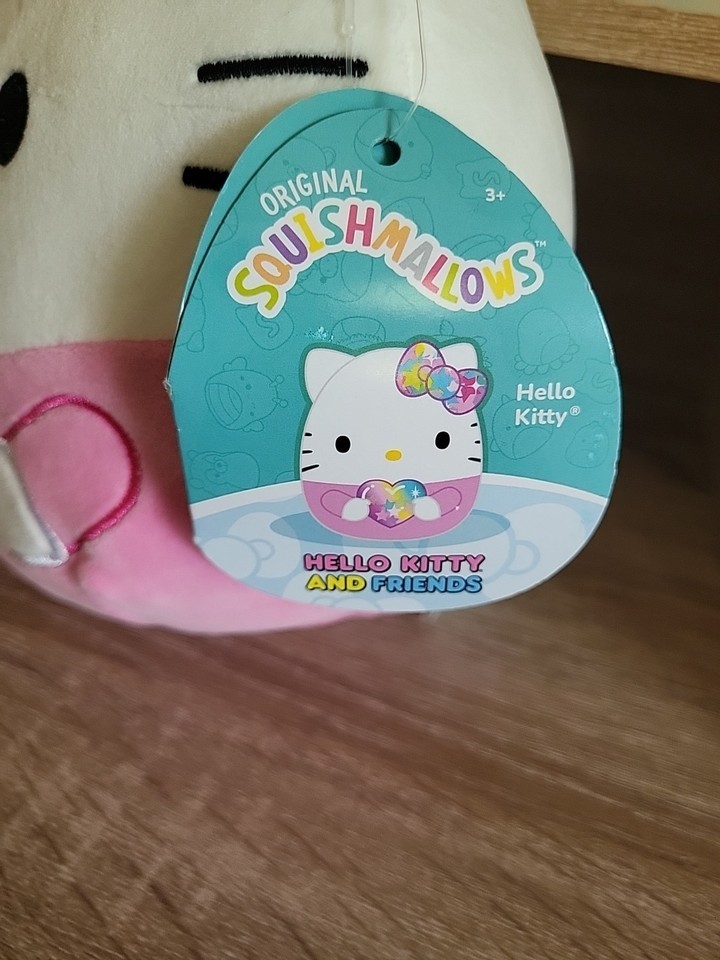 ORIGINAL
3+
SQUISHMALLOWS™
Hello
Kitty®
HELLO KITTY
AND FRIENDS